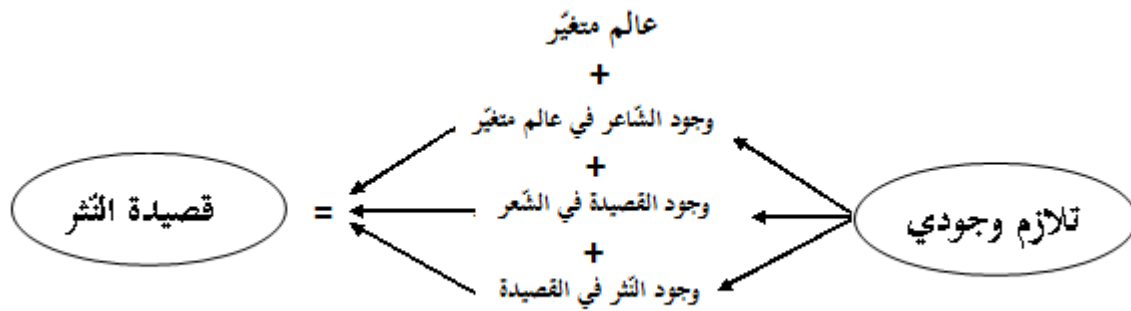 عالم متغيّر
+
وجود الشّاعر في عالم متغيّر
+
تلازم وجودي
وجود القصيدة في الشّعر
=
قصيدة النّثر
+
وجود النّثر في القصيدة